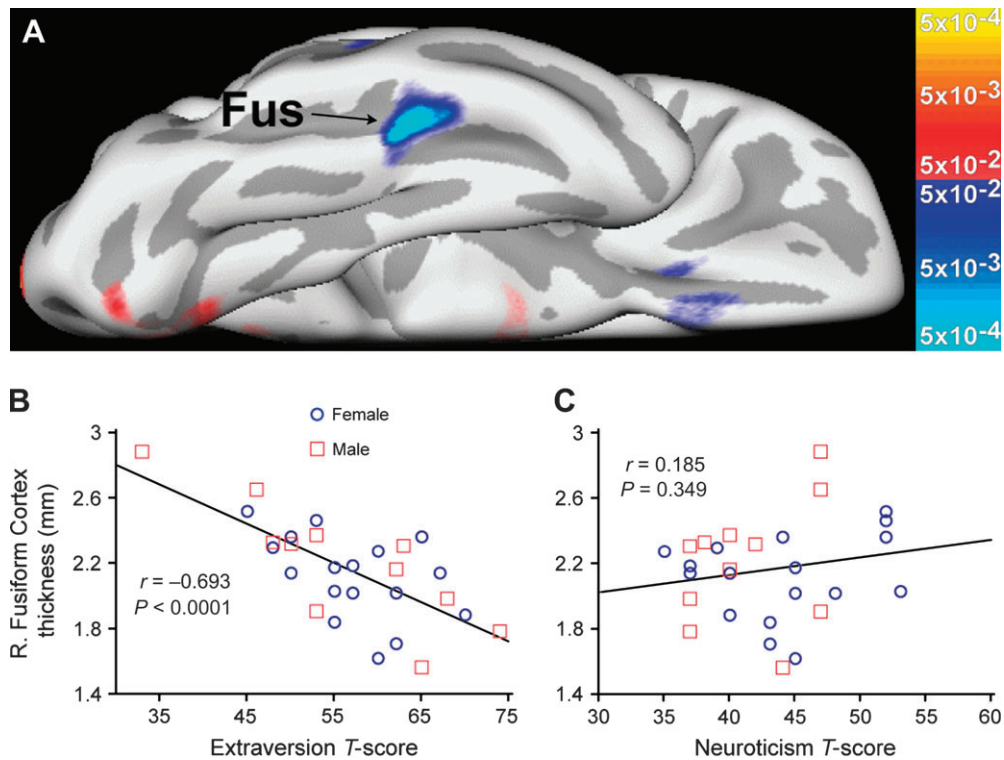 A
Fus
5x10-4
5x10-3
5x10-2
5x10-2
5x10-3
5x10-4
B
Female
Male
R. Fusiform Cortex
thickness (mm)
3
2.6
2.2
1.8
1.4
r = –0.693
P < 0.0001
35 45 55 65 75
Extraversion T-score
C
3
2.6
2.2
1.8
1.4
r = 0.185
P = 0.349
30 35 40 45 50 55 60
Neuroticism T-score